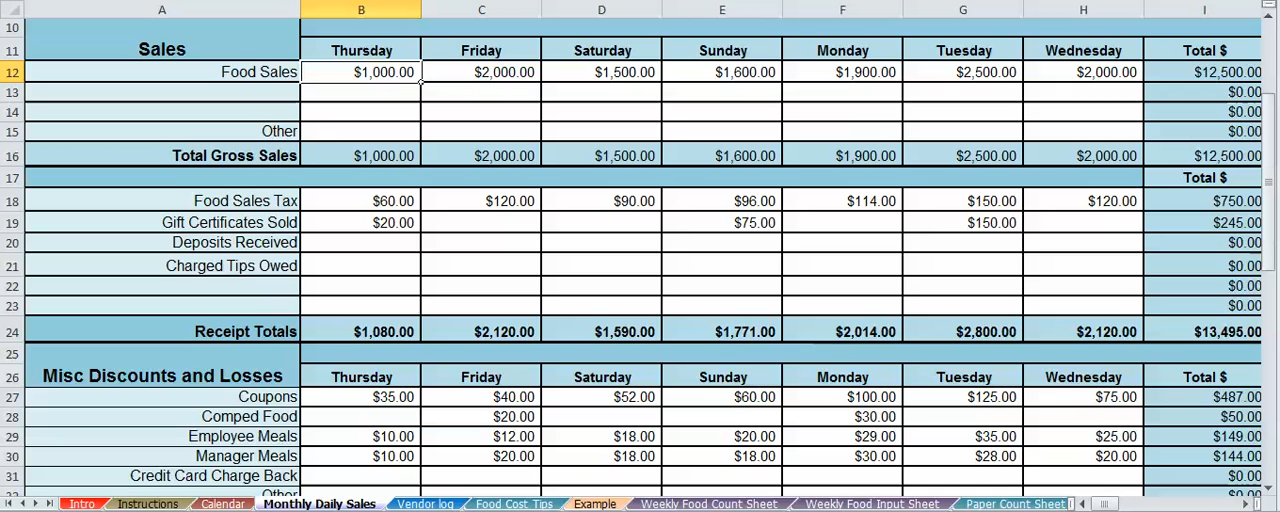 A B C D E F G H I
10
11 Sales Thursday Friday Saturday Sunday Monday Tuesday Wednesday Total $
12 Food Sales $1,000.00 $2,000.00 $1,500.00 $1,600.00 $1,900.00 $2,500.00 $2,000.00 $12,500.00
13 $0.00
14 $0.00
15 Other $0.00
16 Total Gross Sales $1,000.00 $2,000.00 $1,500.00 $1,600.00 $1,900.00 $2,500.00 $2,000.00 $12,500.00
17 Total $
18 Food Sales Tax $60.00 $120.00 $90.00 $96.00 $114.00 $150.00 $120.00 $750.00
19 Gift Certificates Sold $20.00 $75.00 $150.00 $245.00
20 Deposits Received $0.00
21 Charged Tips Owed $0.00
22 $0.00
23 $0.00
24 Receipt Totals $1,080.00 $2,120.00 $1,590.00 $1,771.00 $2,014.00 $2,800.00 $2,120.00 $13,495.00
25
26 Misc Discounts and Losses Thursday Friday Saturday Sunday Monday Tuesday Wednesday Total $
27 Coupons $35.00 $40.00 $52.00 $60.00 $100.00 $125.00 $75.00 $487.00
28 Comped Food $20.00 $30.00 $50.00
29 Employee Meals $10.00 $12.00 $18.00 $20.00 $29.00 $35.00 $25.00 $149.00
30 Manager Meals $10.00 $20.00 $18.00 $18.00 $30.00 $28.00 $20.00 $144.00
31 Credit Card Charge Back $0.00
Other
Intro Instructions Calendar Monthly Daily Sales Vendor log Food Cost Tips Example Weekly Food Count Sheet Weekly Food Input Sheet Paper Count Sheet